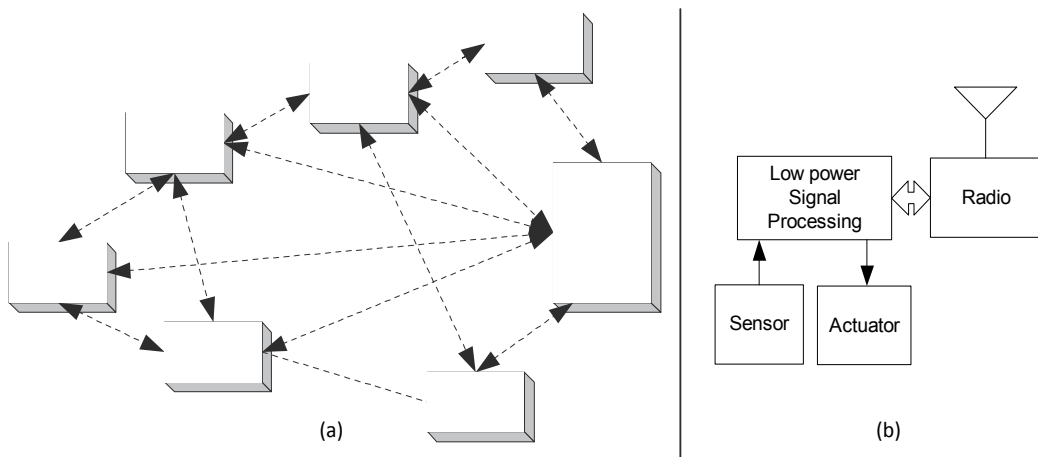 Low power
Signal
Processing
Radio
Sensor
Actuator
(a)
(b)